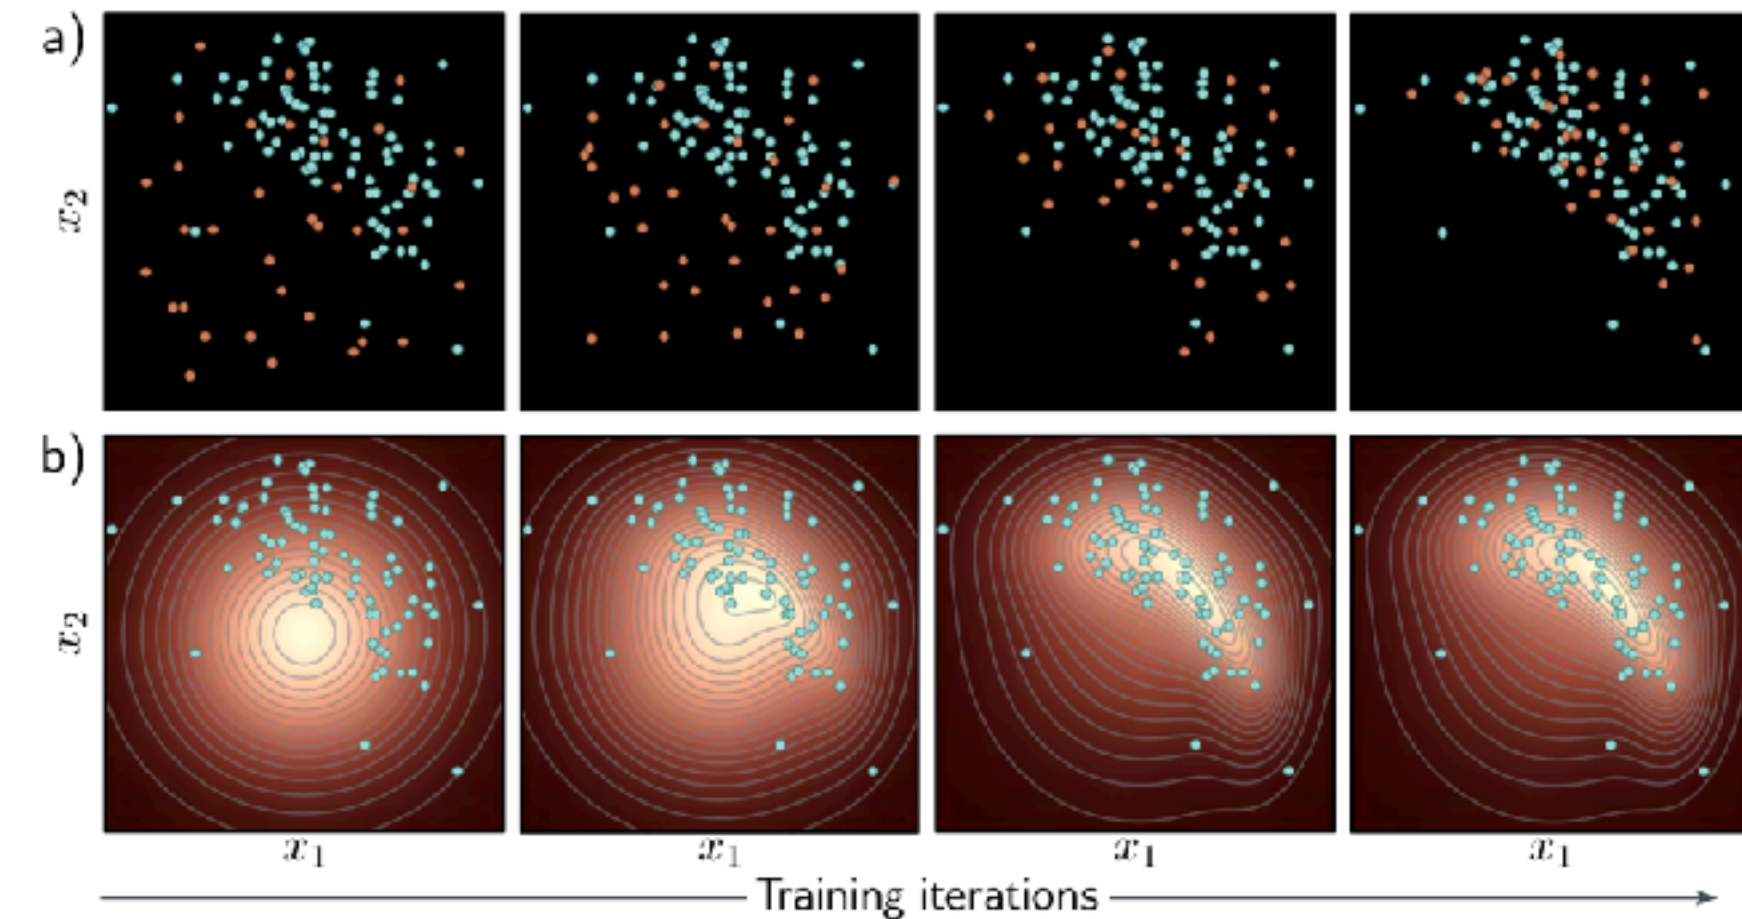 a)
x₂
b)
x₂
x₁ x₁ x₁ x₁
Training iterations